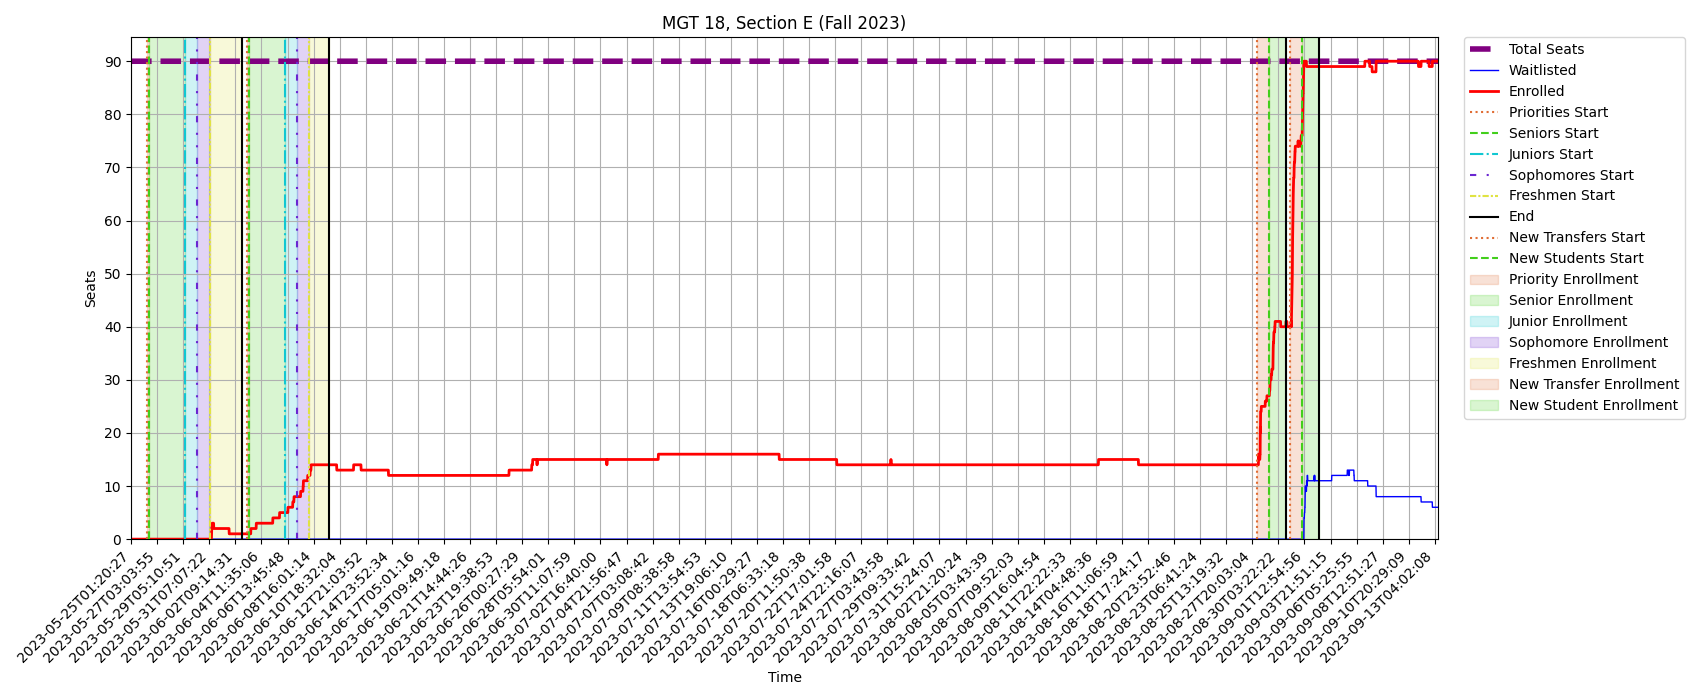 MGT 18, Section E (Fall 2023)
Seats
90
80
70
60
50
40
30
20
10
0
2023-05-25T01:20:27
2023-05-27T03:03:55
2023-05-29T05:10:51
2023-05-31T07:07:22
2023-06-02T09:14:31
2023-06-04T11:35:06
2023-06-06T13:45:48
2023-06-08T16:01:14
2023-06-10T18:32:04
2023-06-12T21:03:52
2023-06-14T23:52:34
2023-06-17T05:01:16
2023-06-19T09:49:18
2023-06-21T14:44:26
2023-06-23T19:38:53
2023-06-26T00:27:29
2023-06-28T05:54:01
2023-06-30T11:07:59
2023-07-02T16:40:00
2023-07-04T21:56:47
2023-07-07T03:08:42
2023-07-09T08:38:58
2023-07-11T13:54:53
2023-07-13T19:06:10
2023-07-16T00:29:27
2023-07-18T06:33:18
2023-07-20T11:50:38
2023-07-22T17:01:58
2023-07-24T22:16:07
2023-07-27T03:43:58
2023-07-29T09:33:42
2023-07-31T15:24:07
2023-08-02T21:20:24
2023-08-05T03:43:39
2023-08-07T09:52:03
2023-08-09T16:04:54
2023-08-11T22:22:33
2023-08-14T04:48:36
2023-08-16T11:06:59
2023-08-18T17:24:17
2023-08-20T23:52:46
2023-08-23T06:41:24
2023-08-25T13:19:32
2023-08-27T20:03:04
2023-08-30T03:22:22
2023-09-01T12:54:56
2023-09-03T21:51:15
2023-09-06T05:25:55
2023-09-08T12:51:27
2023-09-10T20:29:09
2023-09-13T04:02:08
Time
Total Seats
Waitlisted
Enrolled
Priorities Start
Seniors Start
Juniors Start
Sophomores Start
Freshmen Start
End
New Transfers Start
New Students Start
Priority Enrollment
Senior Enrollment
Junior Enrollment
Sophomore Enrollment
Freshmen Enrollment
New Transfer Enrollment
New Student Enrollment